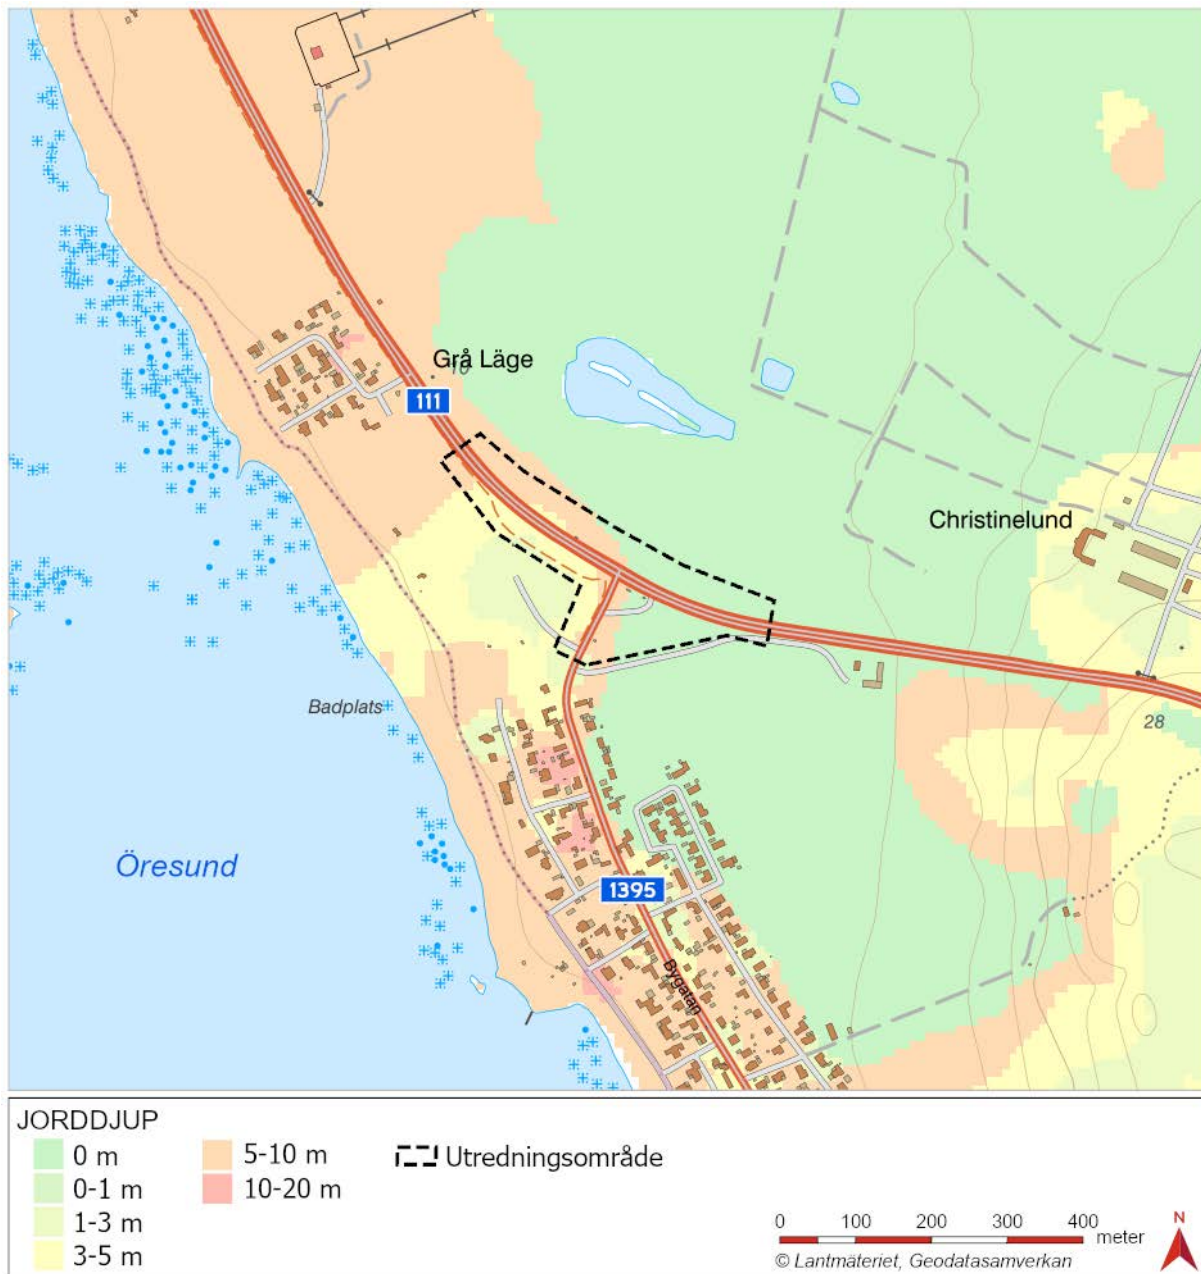 Grå Läge
10
111
Christinelund
28
Badplats
Öresund
1395
Bygatan
JORDDJUP
0 m
0-1 m
1-3 m
3-5 m
5-10 m
10-20 m
Utredningsområde
0 100 200 300 400
meter
© Lantmäteriet, Geodatasamverkan
N